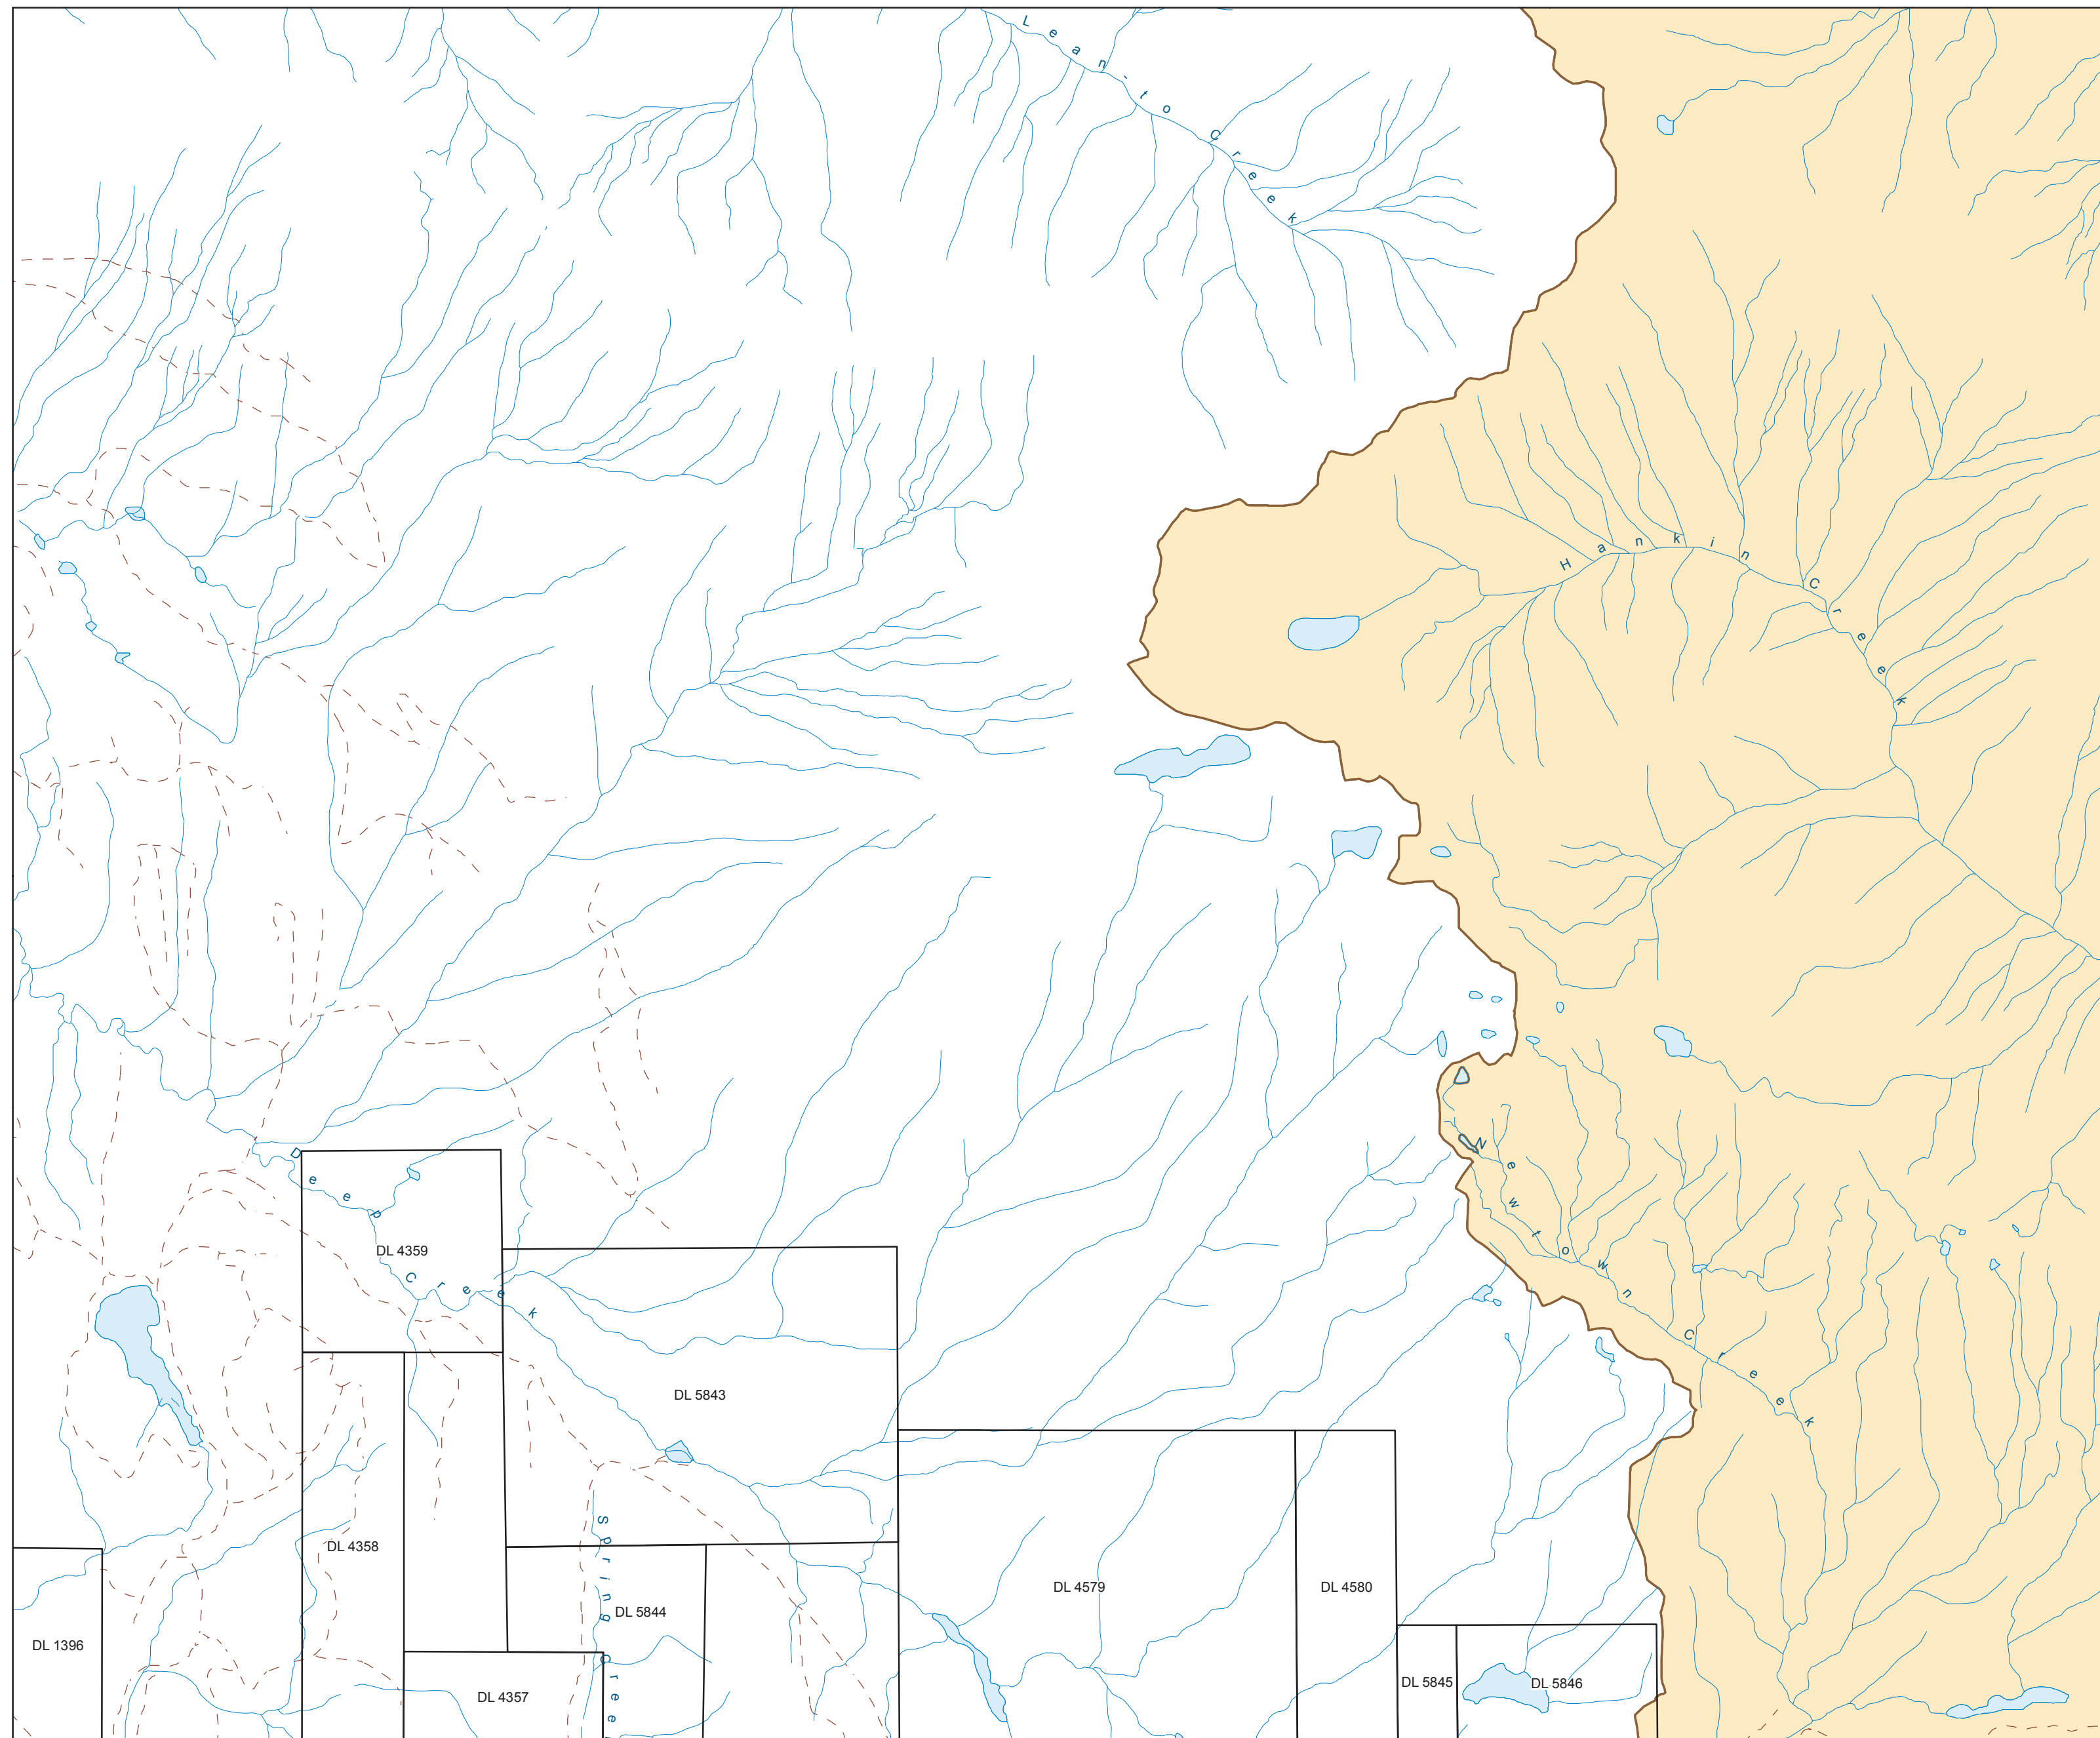 Lean-to Creek
Hankin Creek
Newtown Creek
Deep Creek
DL 4359
DL 5843
DL 4358
Spring Cree
DL 4579
DL 4580
DL 5844
DL 1396
DL 5845
DL 5846
DL 4357